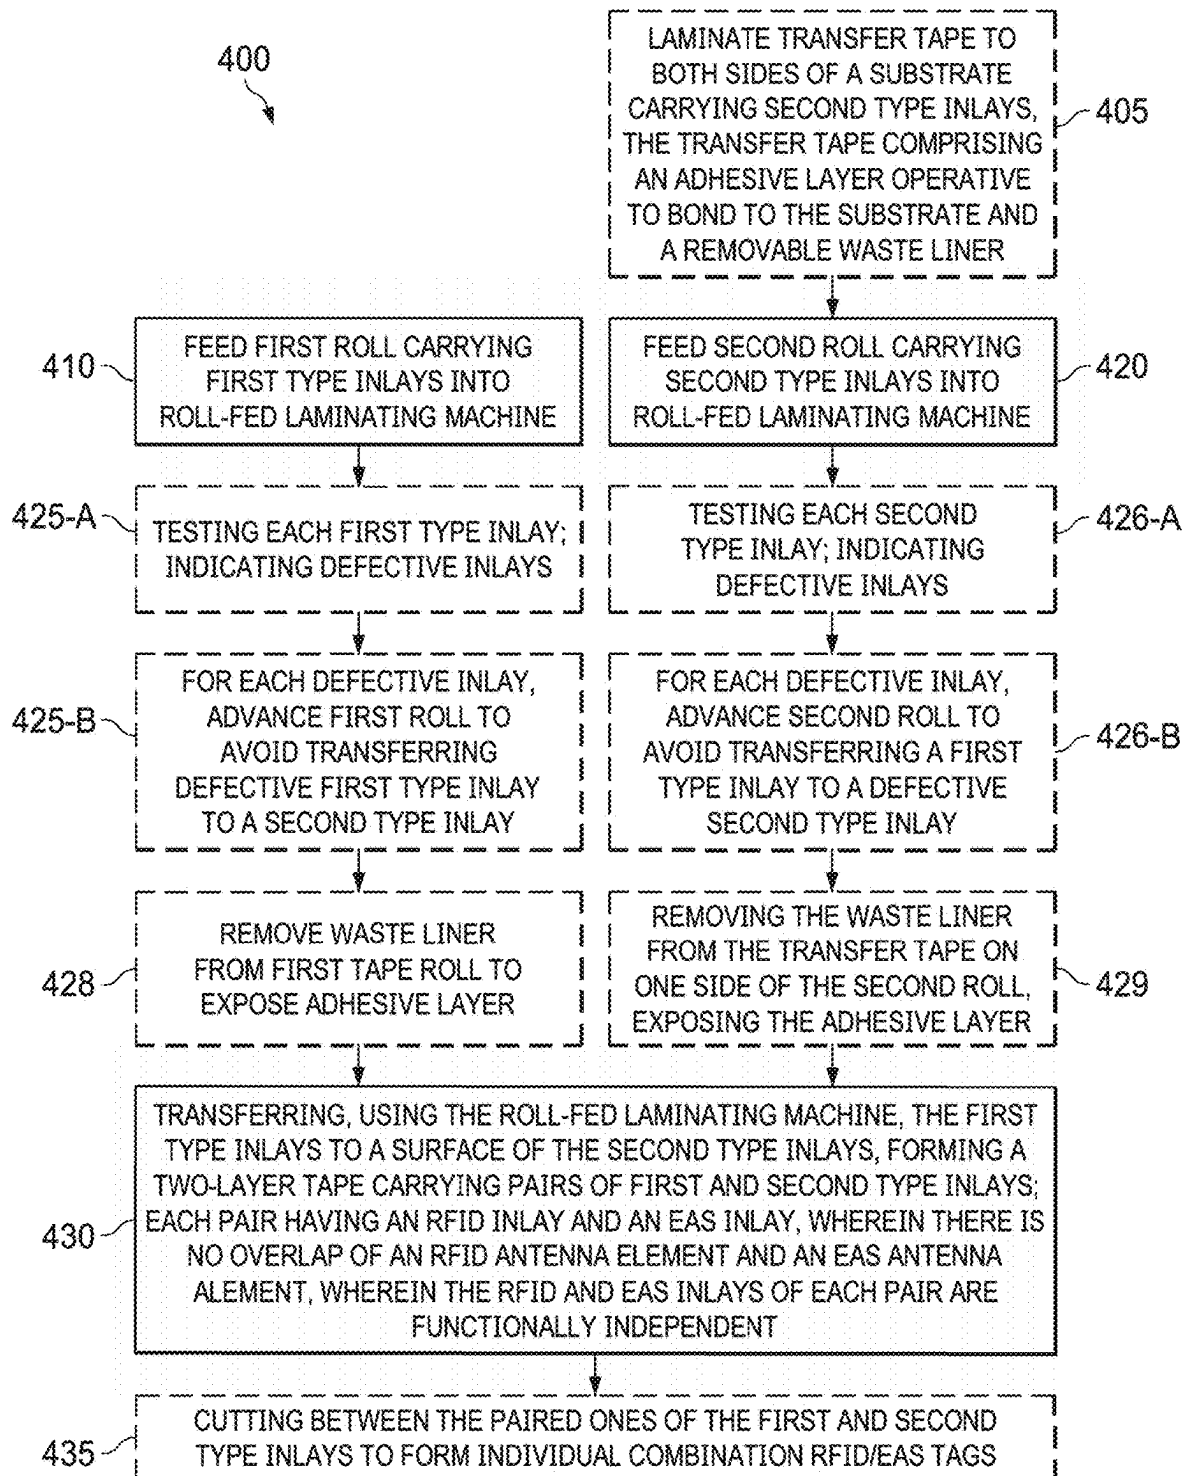 400
LAMINATE TRANSFER TAPE TO
BOTH SIDES OF A SUBSTRATE
CARRYING SECOND TYPE INLAYS,
THE TRANSFER TAPE COMPRISING
AN ADHESIVE LAYER OPERATIVE
TO BOND TO THE SUBSTRATE AND
A REMOVABLE WASTE LINER
405
410
FEED FIRST ROLL CARRYING
FIRST TYPE INLAYS INTO
ROLL-FED LAMINATING MACHINE
FEED SECOND ROLL CARRYING
SECOND TYPE INLAYS INTO
ROLL-FED LAMINATING MACHINE
420
425-A
TESTING EACH FIRST TYPE INLAY;
INDICATING DEFECTIVE INLAYS
TESTING EACH SECOND
TYPE INLAY; INDICATING
DEFECTIVE INLAYS
426-A
425-B
FOR EACH DEFECTIVE INLAY,
ADVANCE FIRST ROLL TO
AVOID TRANSFERRING
DEFECTIVE FIRST TYPE INLAY
TO A SECOND TYPE INLAY
FOR EACH DEFECTIVE INLAY,
ADVANCE SECOND ROLL TO
AVOID TRANSFERRING A FIRST
TYPE INLAY TO A DEFECTIVE
SECOND TYPE INLAY
426-B
428
REMOVE WASTE LINER
FROM FIRST TAPE ROLL TO
EXPOSE ADHESIVE LAYER
REMOVING THE WASTE LINER
FROM THE TRANSFER TAPE ON
ONE SIDE OF THE SECOND ROLL,
EXPOSING THE ADHESIVE LAYER
429
430
TRANSFERRING, USING THE ROLL-FED LAMINATING MACHINE, THE FIRST
TYPE INLAYS TO A SURFACE OF THE SECOND TYPE INLAYS, FORMING A
TWO-LAYER TAPE CARRYING PAIRS OF FIRST AND SECOND TYPE INLAYS;
EACH PAIR HAVING AN RFID INLAY AND AN EAS INLAY, WHEREIN THERE IS
NO OVERLAP OF AN RFID ANTENNA ELEMENT AND AN EAS ANTENNA
ALEMENT, WHEREIN THE RFID AND EAS INLAYS OF EACH PAIR ARE
FUNCTIONALLY INDEPENDENT
435
CUTTING BETWEEN THE PAIRED ONES OF THE FIRST AND SECOND
TYPE INLAYS TO FORM INDIVIDUAL COMBINATION RFID/EAS TAGS